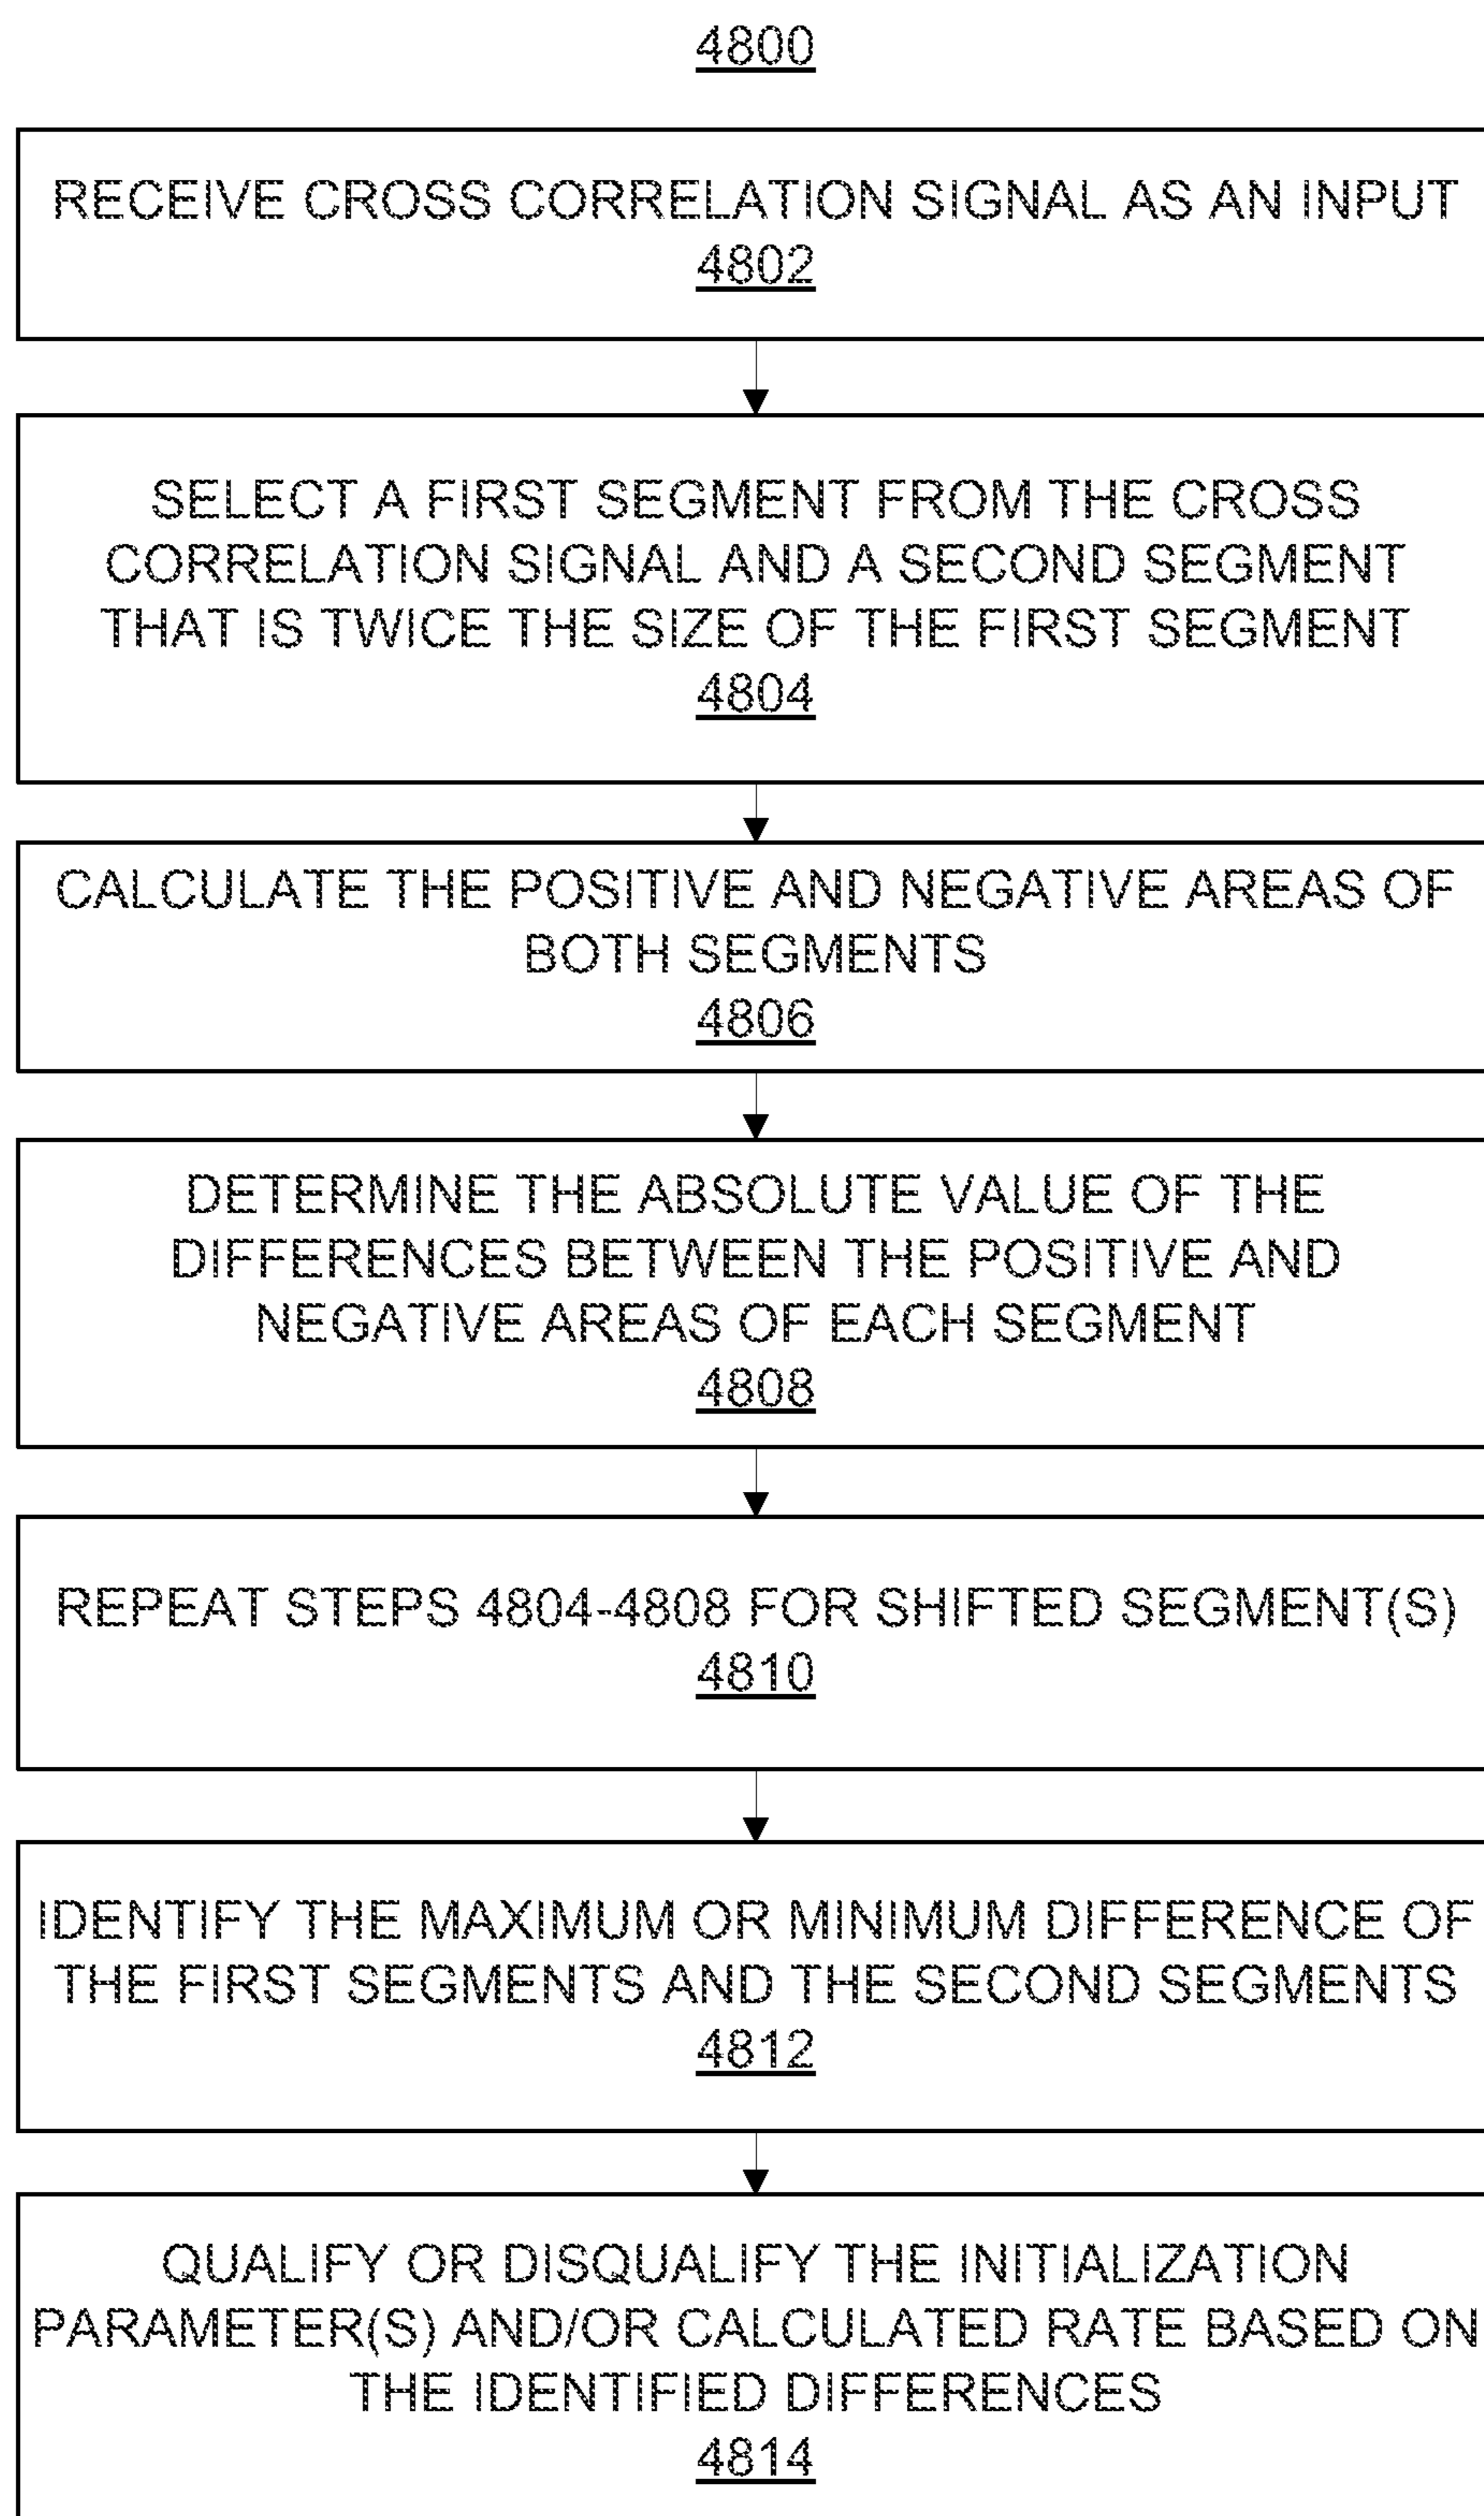 4800
RECEIVE CROSS CORRELATION SIGNAL AS AN INPUT
4802
SELECT A FIRST SEGMENT FROM THE CROSS
CORRELATION SIGNAL AND A SECOND SEGMENT
THAT IS TWICE THE SIZE OF THE FIRST SEGMENT
4804
CALCULATE THE POSITIVE AND NEGATIVE AREAS OF
BOTH SEGMENTS
4806
DETERMINE THE ABSOLUTE VALUE OF THE
DIFFERENCES BETWEEN THE POSITIVE AND
NEGATIVE AREAS OF EACH SEGMENT
4808
REPEAT STEPS 4804-4808 FOR SHIFTED SEGMENT(S)
4810
IDENTIFY THE MAXIMUM OR MINIMUM DIFFERENCE OF
THE FIRST SEGMENTS AND THE SECOND SEGMENTS
4812
QUALIFY OR DISQUALIFY THE INITIALIZATION
PARAMETER(S) AND/OR CALCULATED RATE BASED ON
THE IDENTIFIED DIFFERENCES
4814